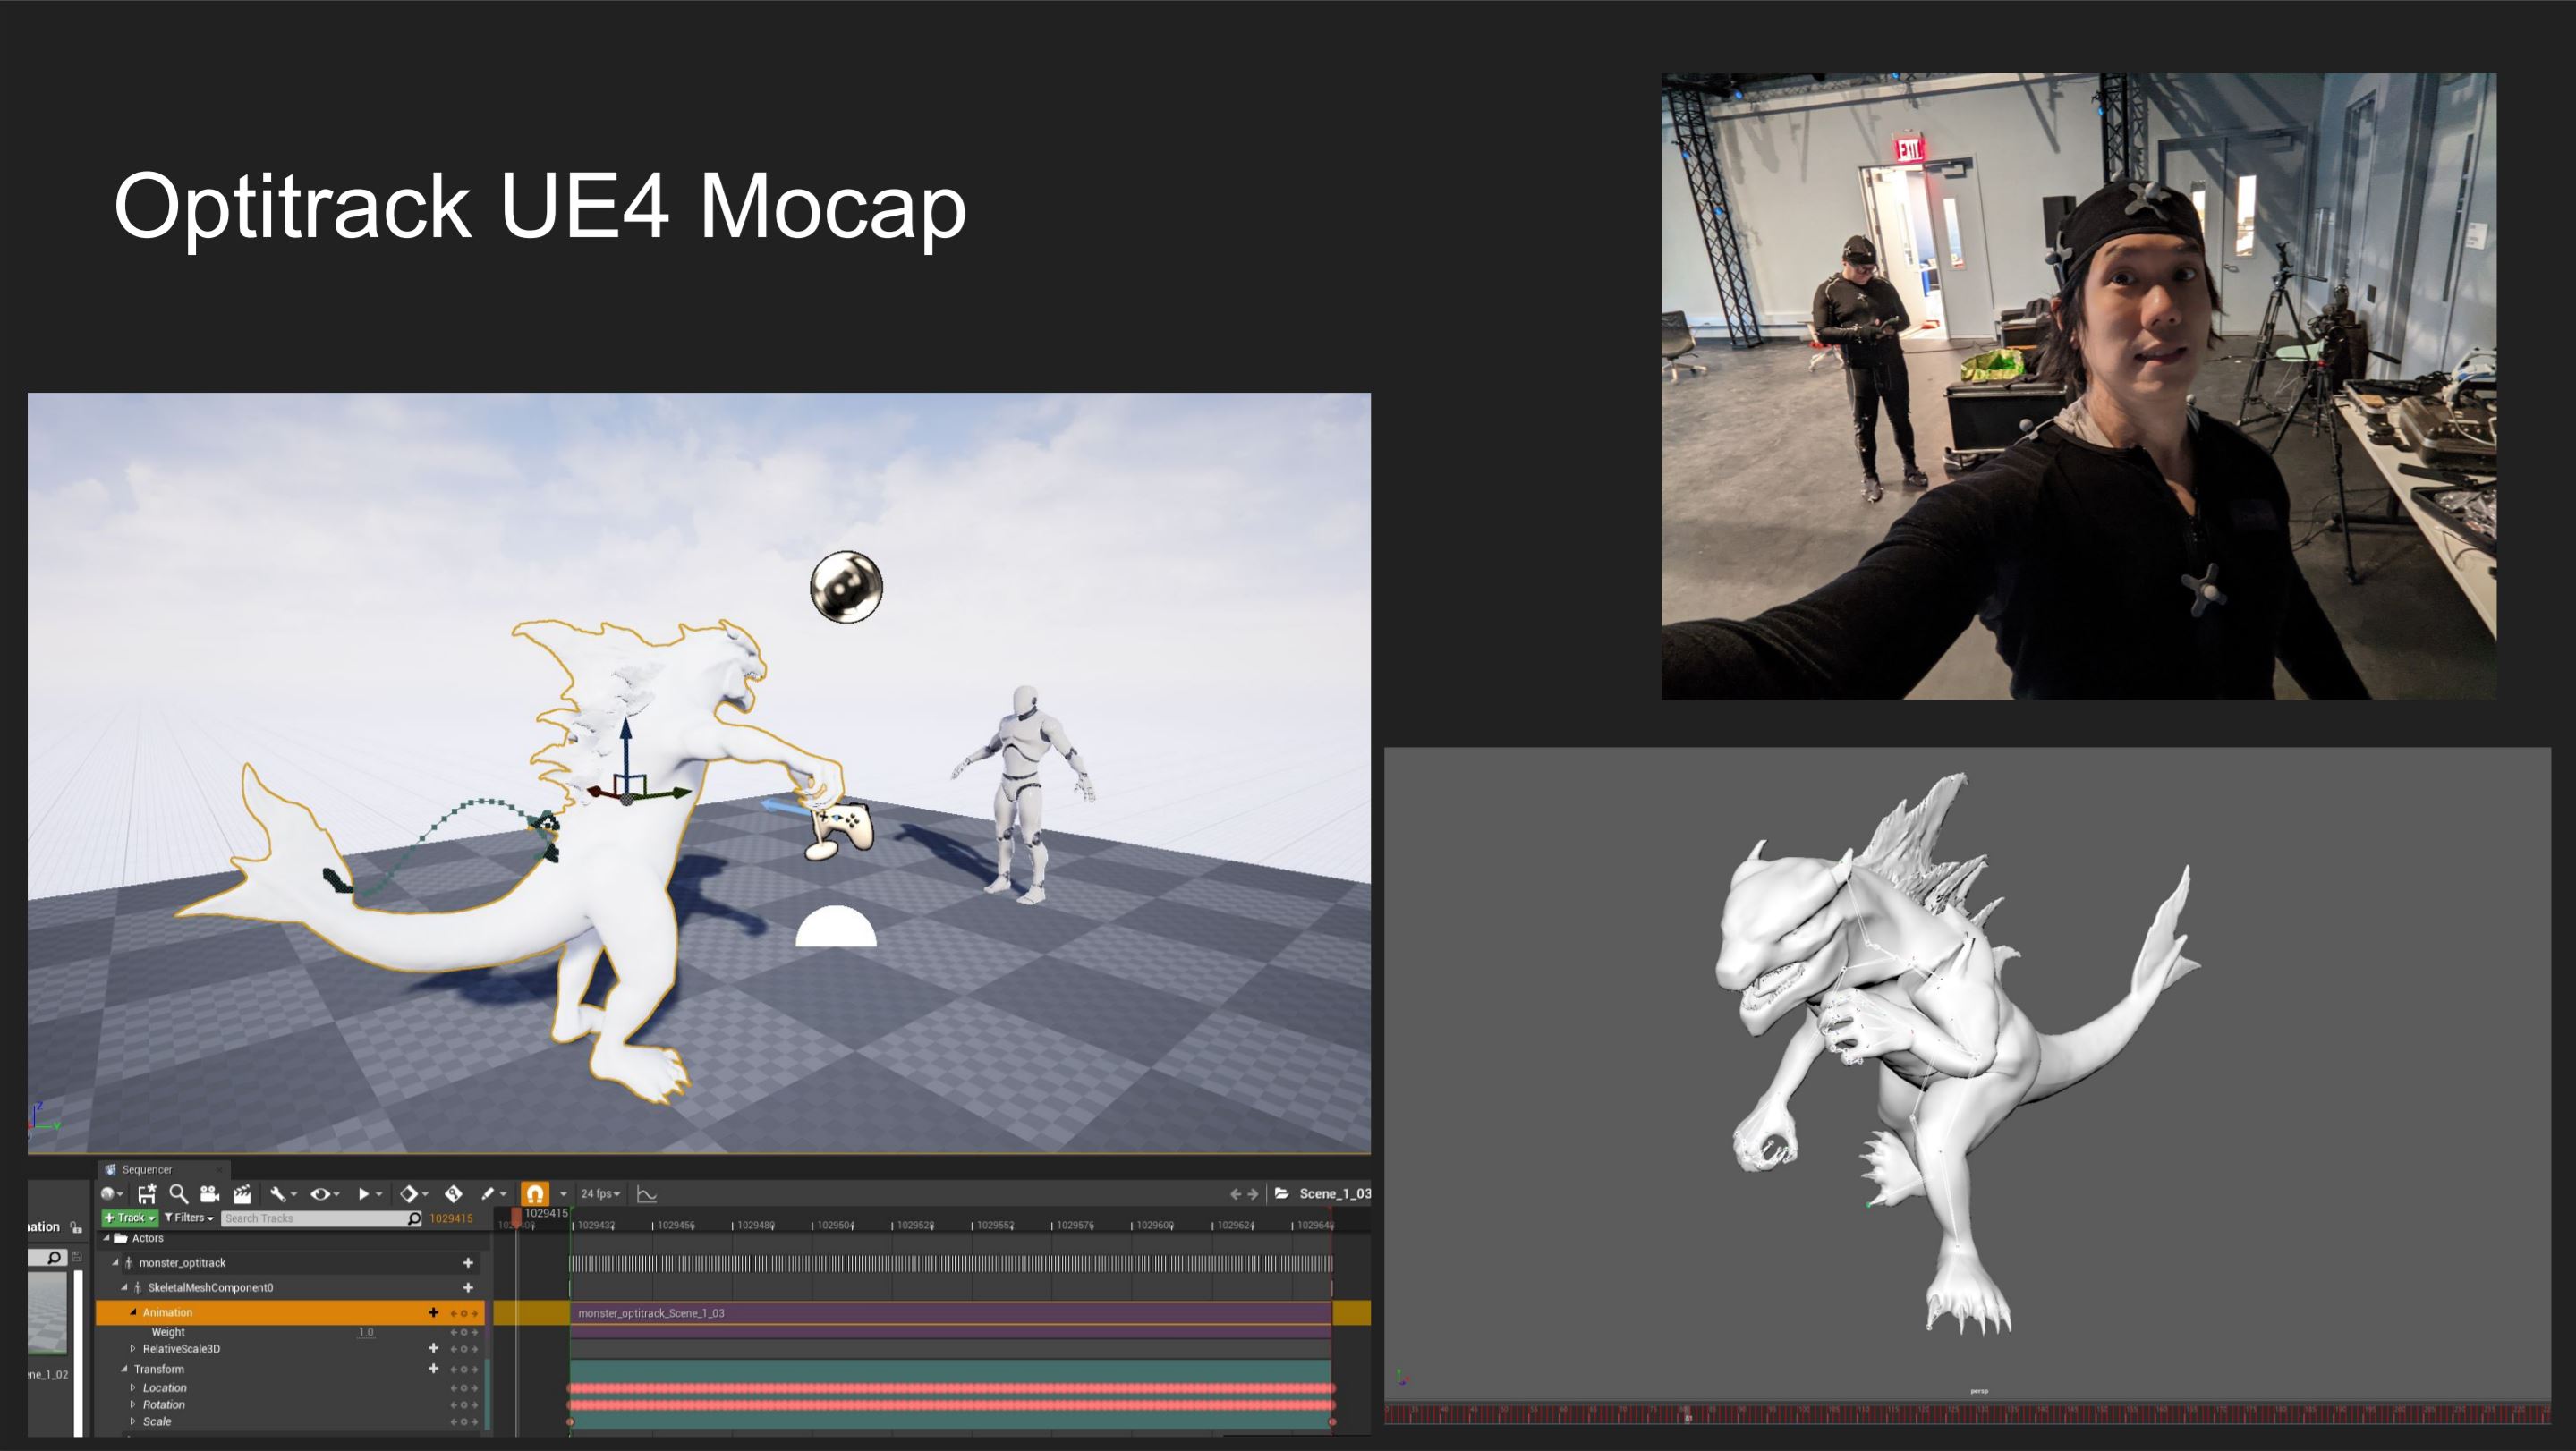 Optitrack UE4 Mocap
EXIT
Sequencer
24 fps
Scene_1_03
Track
Filters
Search Tracks
1029415
1029415
1029432
1029456
1029480
1029504
1029528
1029552
1029576
1029600
1029624
1029648
ation
Actors
monster_optitrack
SkeletalMeshComponent0
Animation
monster_optitrack_Scene_1_03
Weight
1.0
RelativeScale3D
Transform
ne_1_02
Location
Rotation
Scale
persp